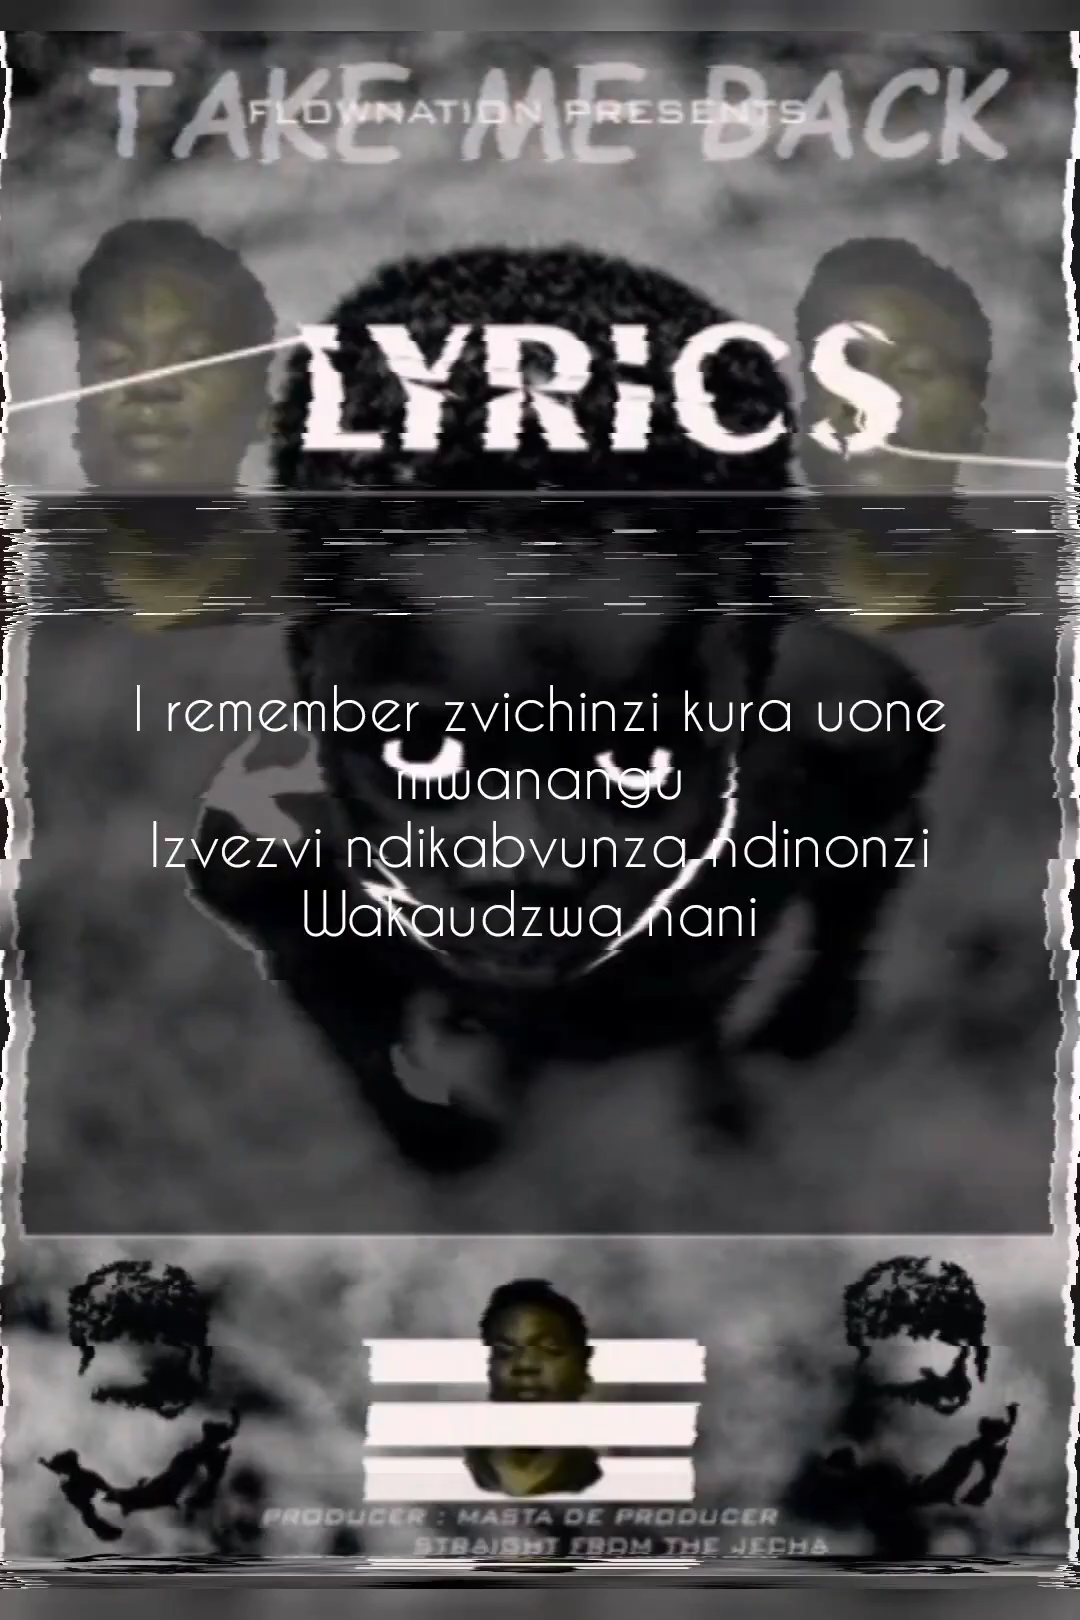 TAKE ME BACK
FLOWNATION PRESENTS
LYRiCS
I remember zvichinzi kura uone
mwanangu
Izvezvi ndikabvunza ndinonzi
Wakaudzwa nani
PRODUCER : MASTA DE PRODUCER
STRAIGHT FROM THE JECHA